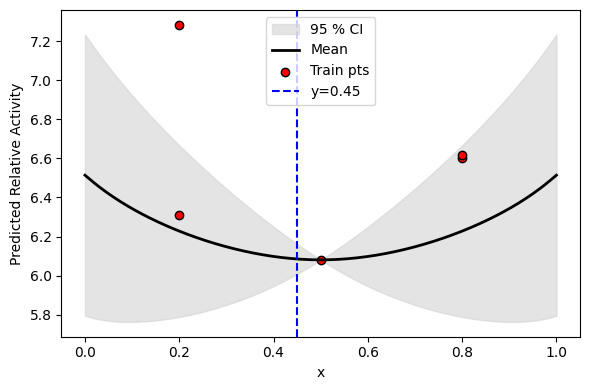 95 % CI
Mean
Train pts
y=0.45
Predicted Relative Activity
7.2
7.0
6.8
6.6
6.4
6.2
6.0
5.8
0.0 0.2 0.4 0.6 0.8 1.0
x